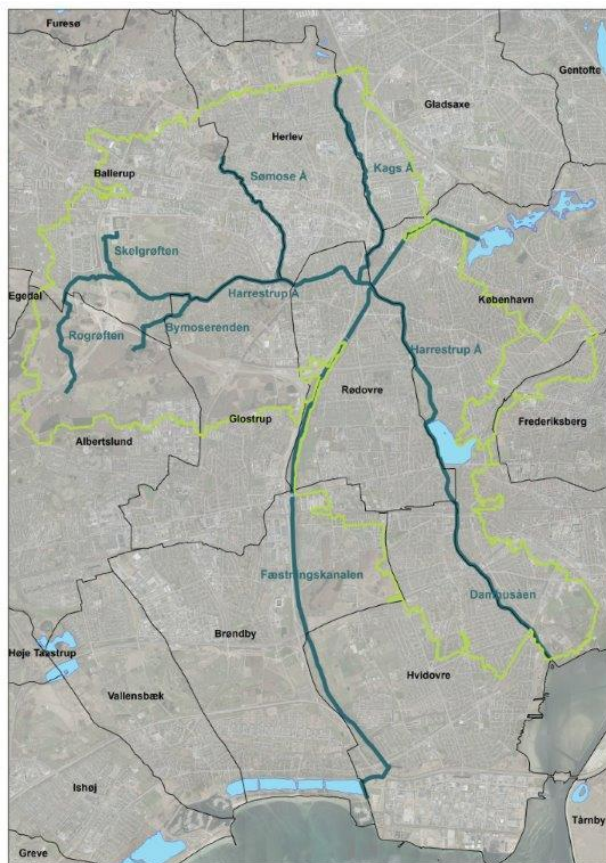 Furesø
Gentofte
Gladsaxe
Herlev
Kags Å
Ballerup
Sømose Å
Skelgrøften
Egedal
Harrestrup Å
København
Rogrøften
Bymoserenden
Harrestrup Å
Rødovre
Glostrup
Frederiksberg
Albertslund
Fæstningskanalen
Damhusåen
Brøndby
Høje Taastrup
Hvidovre
Vallensbæk
Ishøj
Tårnby
Greve